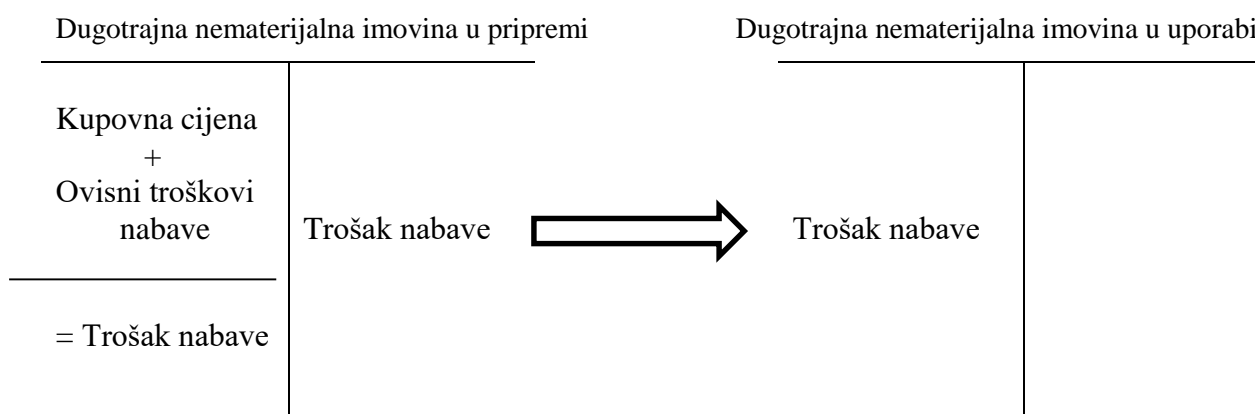 Dugotrajna nematerijalna imovina u pripremi
Dugotrajna nematerijalna imovina u uporabi
Kupovna cijena
+
Ovisni troškovi
nabave
Trošak nabave
Trošak nabave
= Trošak nabave